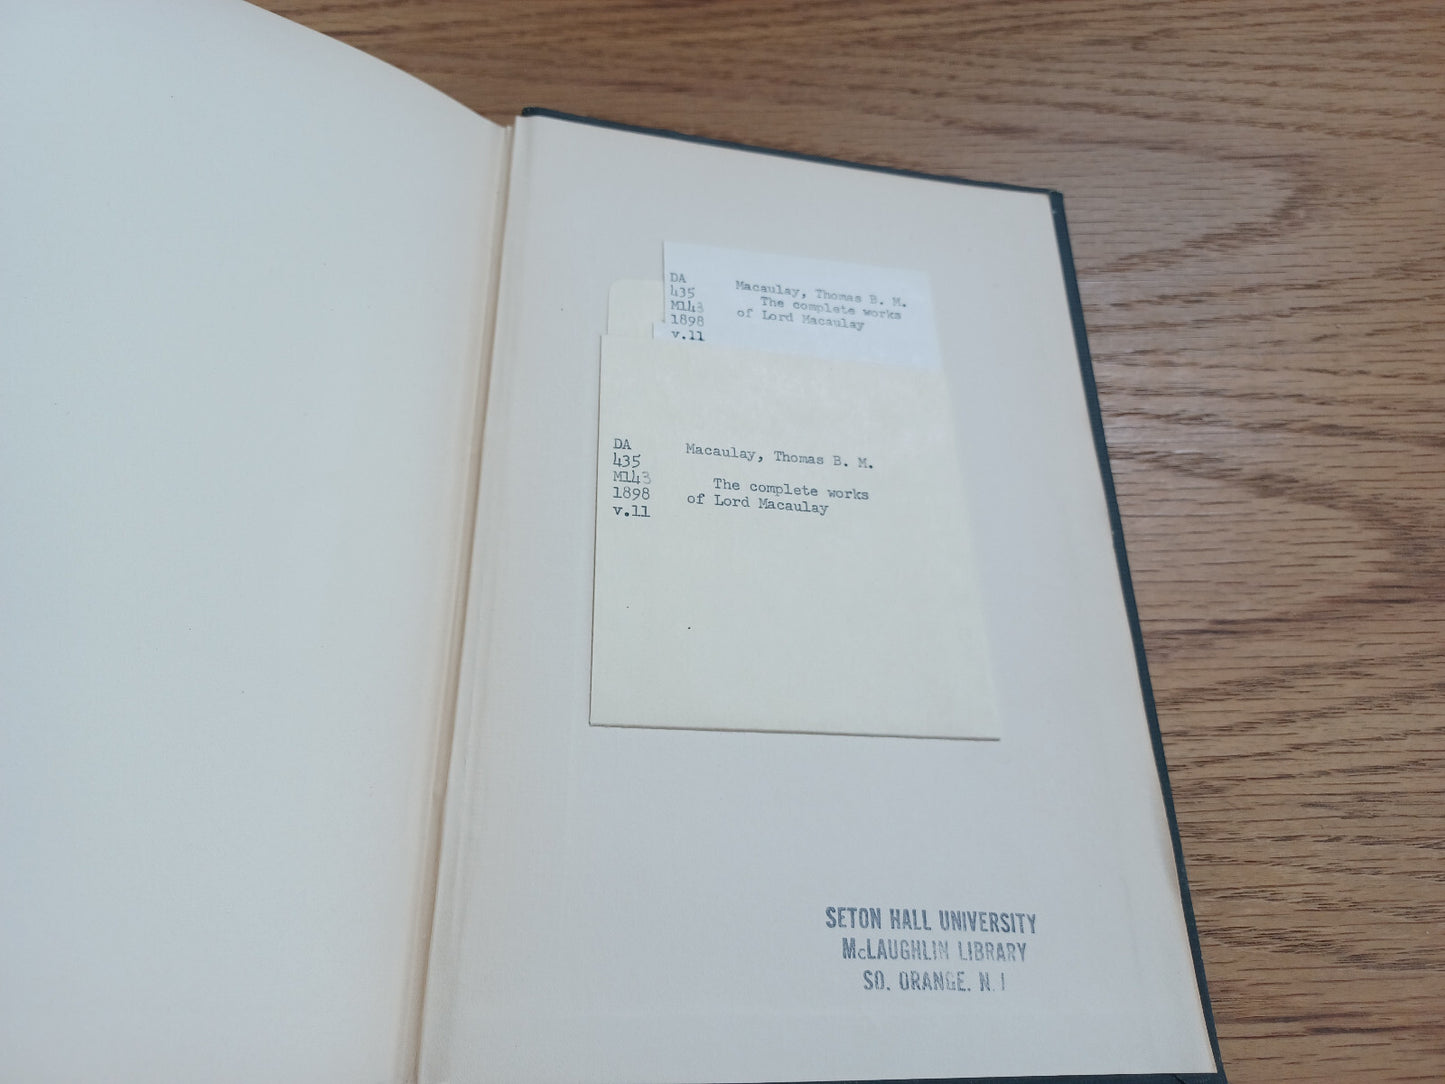 DA
435
M143
1898
v.11
Macaulay, Thomas B. M.
The complete works
of Lord Macaulay
DA
435
M143
1898
v.11
Macaulay, Thomas B. M.
The complete works
of Lord Macaulay
SETON HALL UNIVERSITY
McLAUGHLIN LIBRARY
SO. ORANGE. N. J